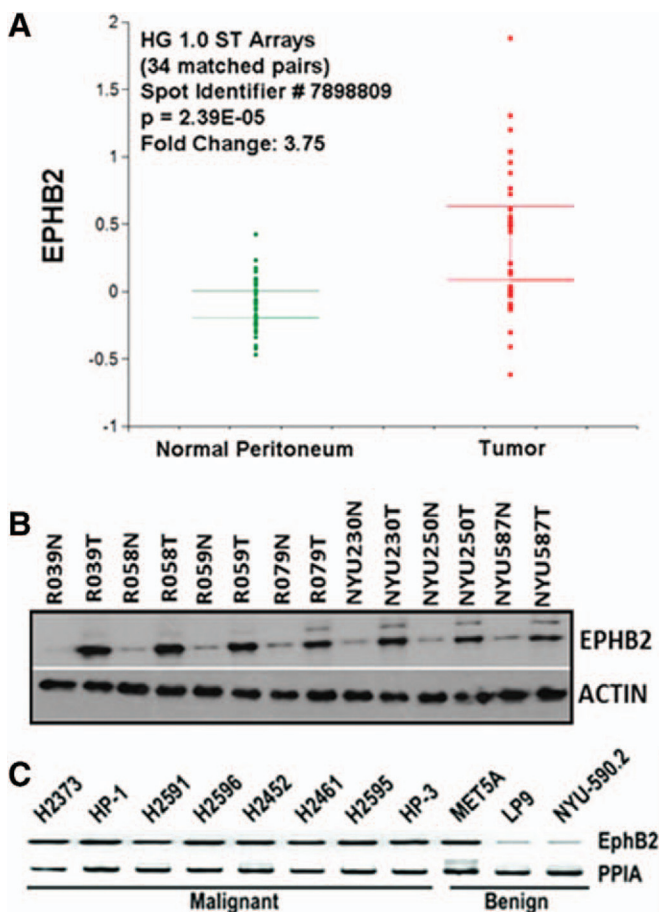 A
HG 1.0 ST Arrays
(34 matched pairs)
Spot Identifier # 7898809
p = 2.39E-05
Fold Change: 3.75
EPHB2
2
1.5
1
0.5
0
-0.5
-1
Normal Peritoneum
Tumor
B
R039N
R039T
R058N
R058T
R059N
R059T
R079N
R079T
NYU230N
NYU230T
NYU250N
NYU250T
NYU587N
NYU587T
EPHB2
ACTIN
C
H2373
HP-1
H2591
H2596
H2452
H2461
H2595
HP-3
MET5A
LP9
NYU-590.2
EphB2
PPIA
Malignant
Benign